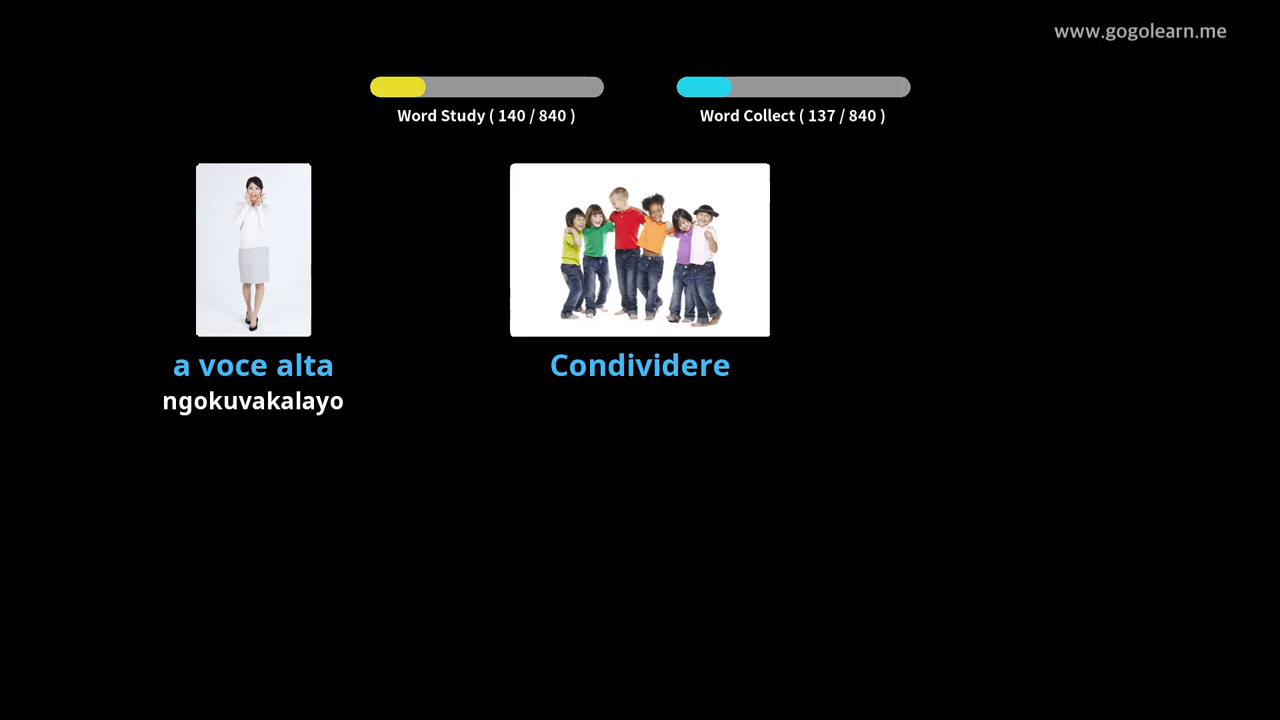 www.gogolearn.me
Word Study ( 140 / 840 )
Word Collect ( 137 / 840 )
a voce alta
ngokuvakalayo
Condividere